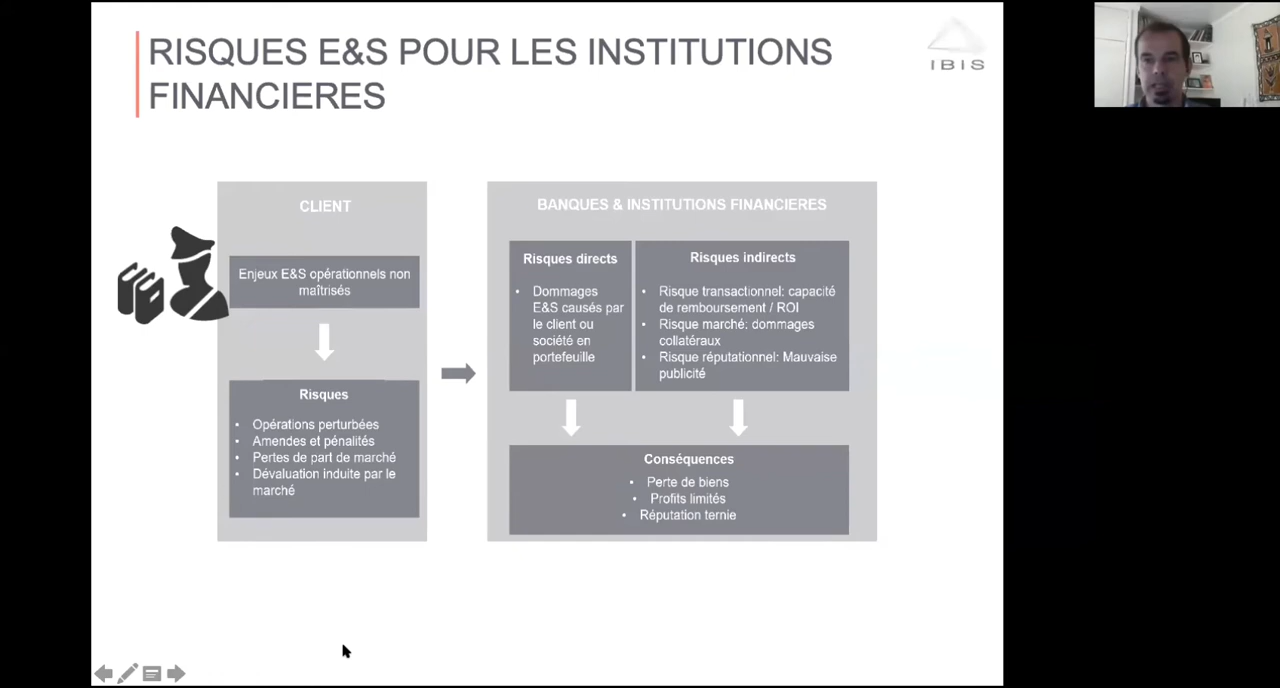 RISQUES E&S POUR LES INSTITUTIONS
FINANCIERES
IBIS
CLIENT
Enjeux E&S opérationnels non
maîtrisés
Risques
• Opérations perturbées
• Amendes et pénalités
• Pertes de part de marché
• Dévaluation induite par le
marché
BANQUES & INSTITUTIONS FINANCIERES
Risques directs
• Dommages
E&S causés par
le client ou
société en
portefeuille
Risques indirects
• Risque transactionnel: capacité
de remboursement / ROI
• Risque marché: dommages
collatéraux
• Risque réputationnel: Mauvaise
publicité
Conséquences
• Perte de biens
• Profits limités
• Réputation ternie